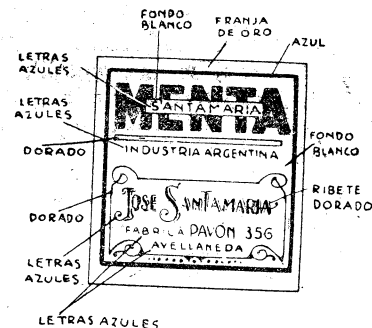 FONDO BLANCO
FRANJA DE ORO
AZUL
LETRAS AZULES
MENTA
SANTAMARIA
LETRAS AZULES
INDUSTRIA ARGENTINA
FONDO BLANCO
DORADO
RIBETE DORADO
JOSE SANTAMARIA
DORADO
FABRICA PAVÓN 356
AVELLANEDA
LETRAS AZULES
LETRAS AZULES